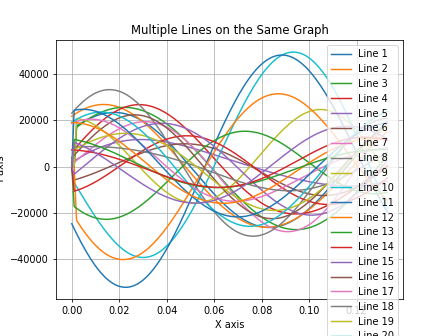 Multiple Lines on the Same Graph
40000
20000
0
−20000
−40000
0.00
0.02
0.04
0.06
0.08
0.10
X axis
Line 1
Line 2
Line 3
Line 4
Line 5
Line 6
Line 7
Line 8
Line 9
Line 10
Line 11
Line 12
Line 13
Line 14
Line 15
Line 16
Line 17
Line 18
Line 19
Line 20